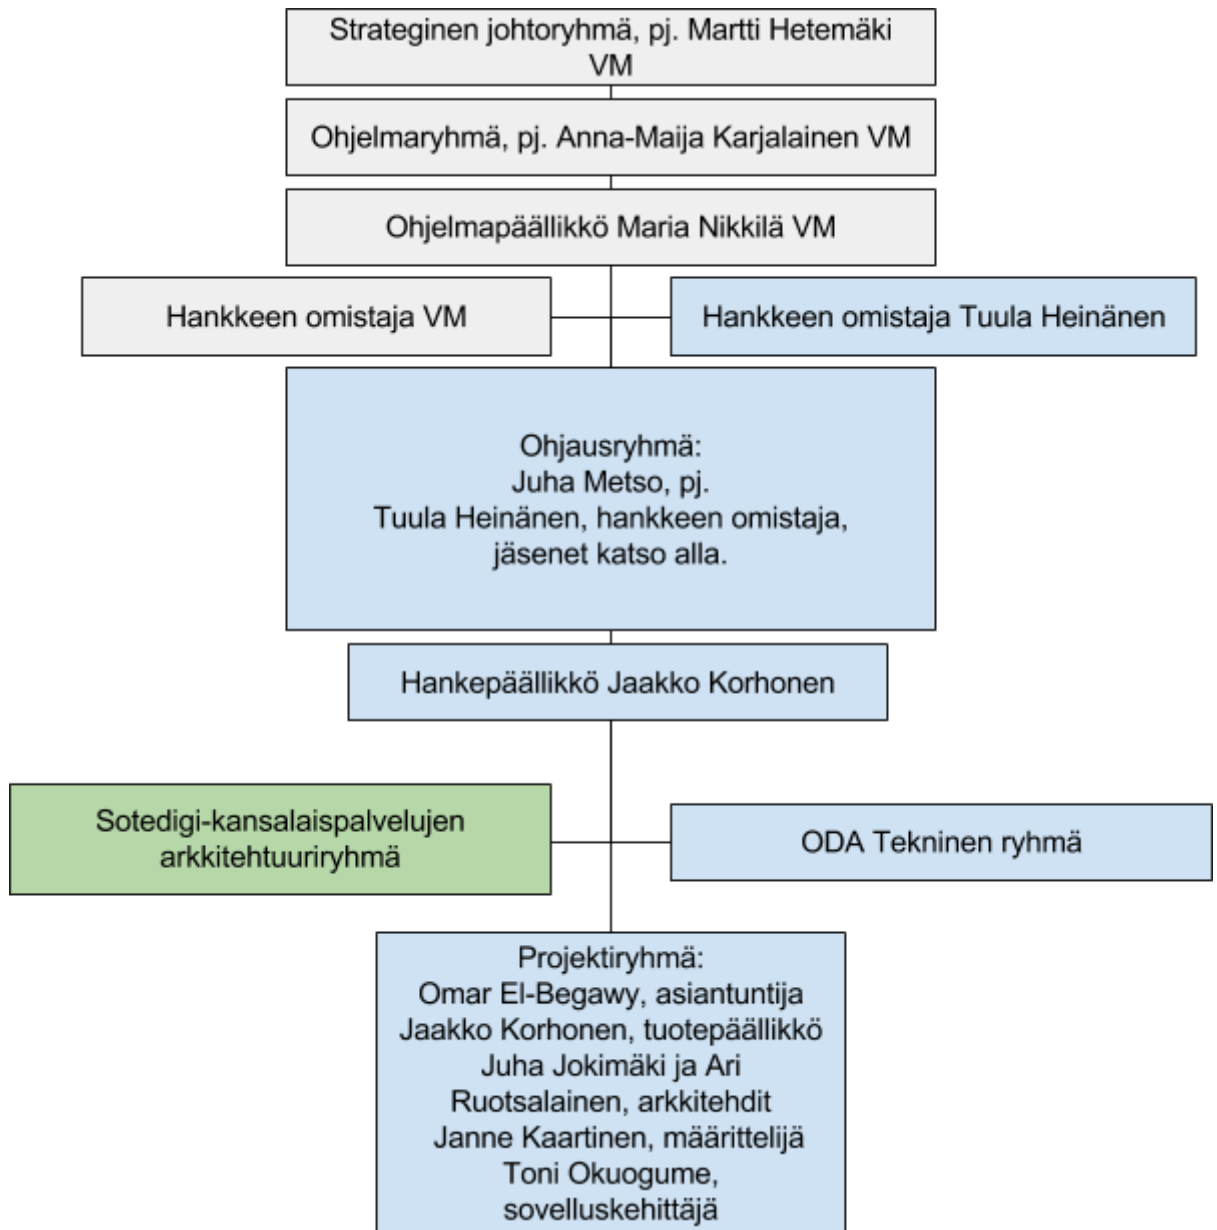 Strateginen johtoryhmä, pj. Martti Hetemäki
VM
Ohjelmaryhmä, pj. Anna-Maija Karjalainen VM
Ohjelmapäällikkö Maria Nikkilä VM
Hankkeen omistaja VM
Hankkeen omistaja Tuula Heinänen
Ohjausryhmä:
Juha Metso, pj.
Tuula Heinänen, hankkeen omistaja,
jäsenet katso alla.
Hankepäällikkö Jaakko Korhonen
Sotedigi-kansalaispalvelujen
arkkitehtuuriryhmä
ODA Tekninen ryhmä
Projektiryhmä:
Omar El-Begawy, asiantuntija
Jaakko Korhonen, tuotepäällikkö
Juha Jokimäki ja Ari
Ruotsalainen, arkkitehdit
Janne Kaartinen, määrittelijä
Toni Okuogume,
sovelluskehittäjä